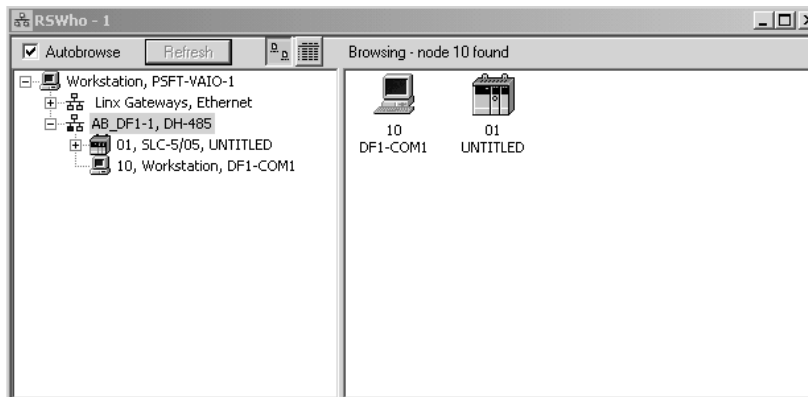 RSWho - 1
Autobrowse
Refresh
Browsing - node 10 found
Workstation, PSFT-VAIO-1
Linx Gateways, Ethernet
AB_DF1-1, DH-485
01, SLC-5/05, UNTITLED
10, Workstation, DF1-COM1
10
DF1-COM1
01
UNTITLED